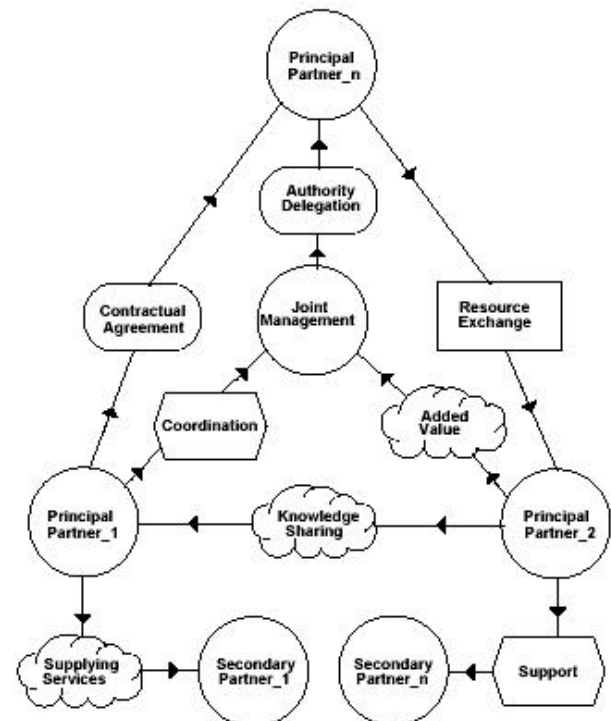 Principal
Partner_n
Authority
Delegation
Contractual
Agreement
Joint
Management
Resource
Exchange
Coordination
Added
Value
Principal
Partner_1
Knowledge
Sharing
Principal
Partner_2
Supplying
Services
Secondary
Partner_1
Secondary
Partner_n
Support